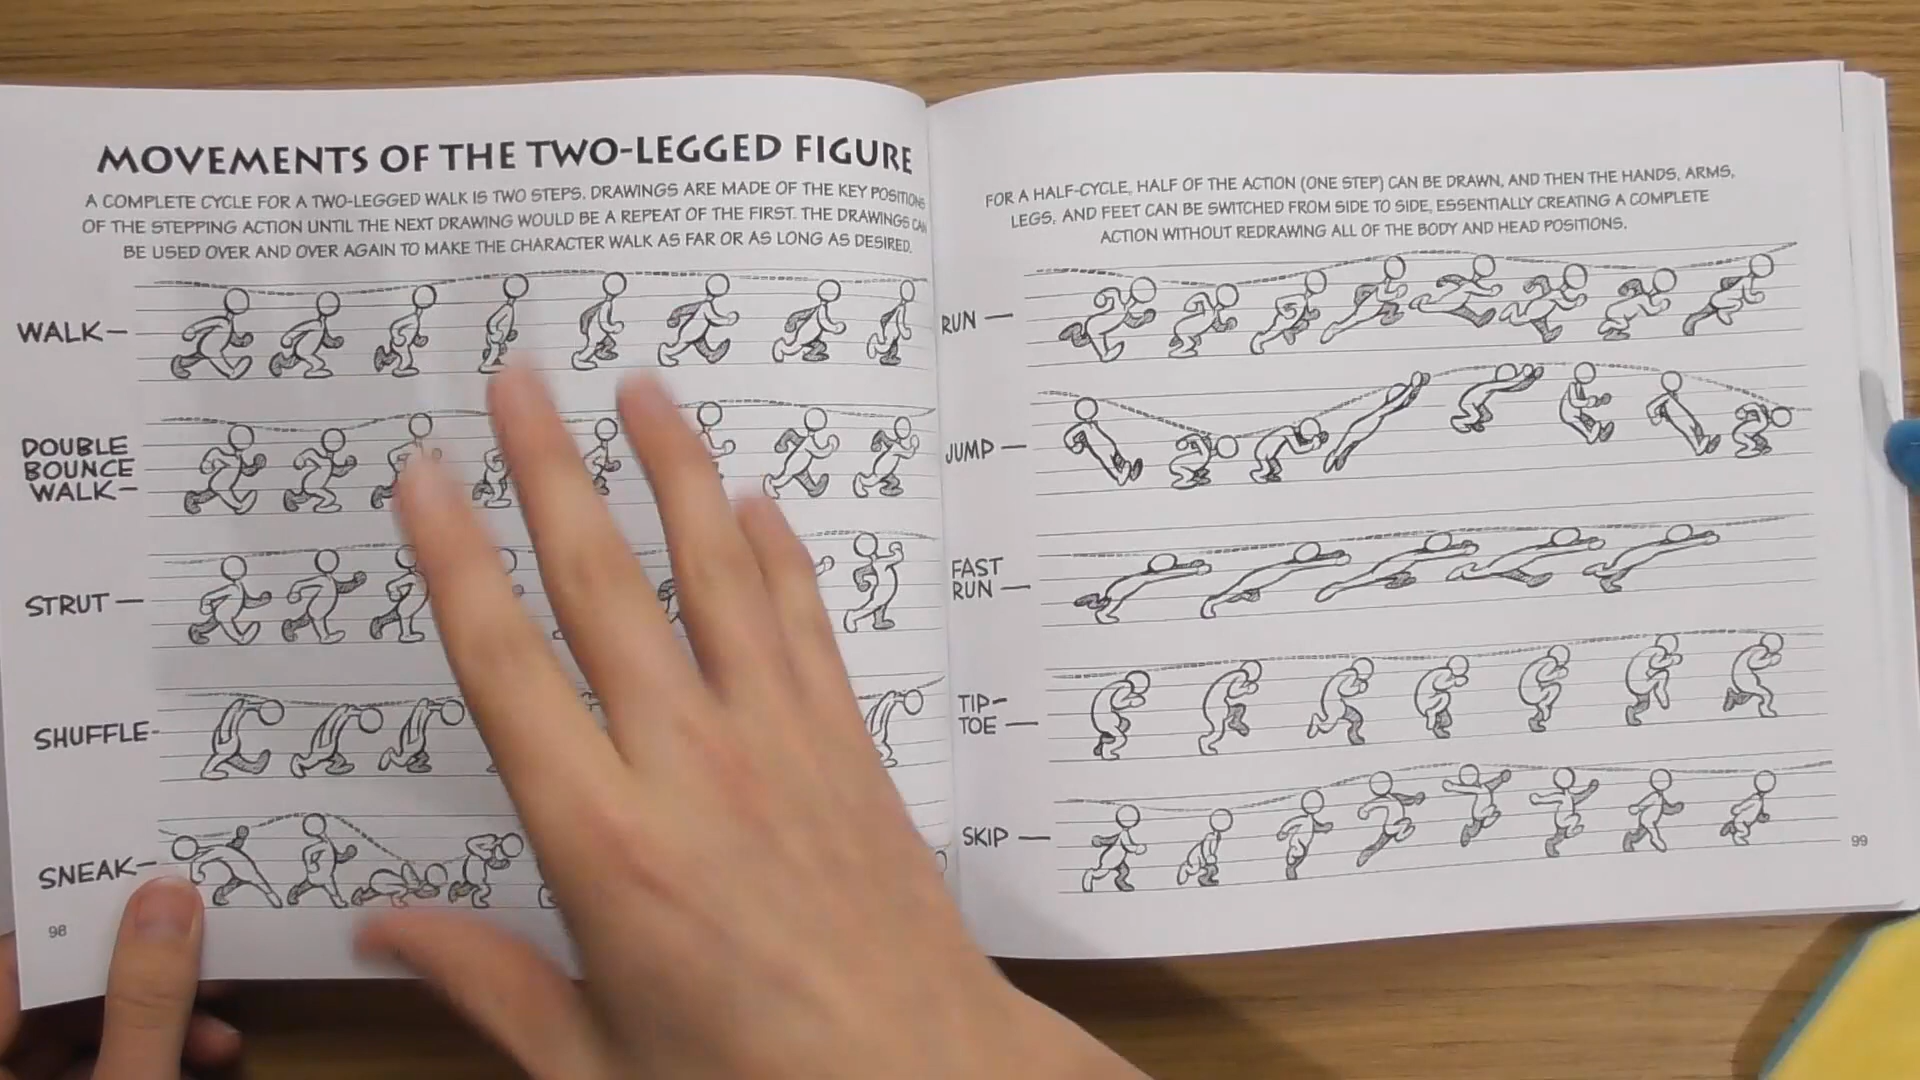 MOVEMENTS OF THE TWO-LEGGED FIGURE
A COMPLETE CYCLE FOR A TWO-LEGGED WALK IS TWO STEPS. DRAWINGS ARE MADE OF THE KEY POSITIONS
OF THE STEPPING ACTION UNTIL THE NEXT DRAWING WOULD BE A REPEAT OF THE FIRST. THE DRAWINGS CAN
BE USED OVER AND OVER AGAIN TO MAKE THE CHARACTER WALK AS FAR OR AS LONG AS DESIRED.
WALK—
DOUBLE
BOUNCE
WALK—
STRUT—
SHUFFLE-
SNEAK—
98
FOR A HALF-CYCLE, HALF OF THE ACTION (ONE STEP) CAN BE DRAWN, AND THEN THE HANDS, ARMS,
LEGS, AND FEET CAN BE SWITCHED FROM SIDE TO SIDE, ESSENTIALLY CREATING A COMPLETE
ACTION WITHOUT REDRAWING ALL OF THE BODY AND HEAD POSITIONS.
RUN —
JUMP —
FAST
RUN —
TIP-
TOE —
SKIP —
99